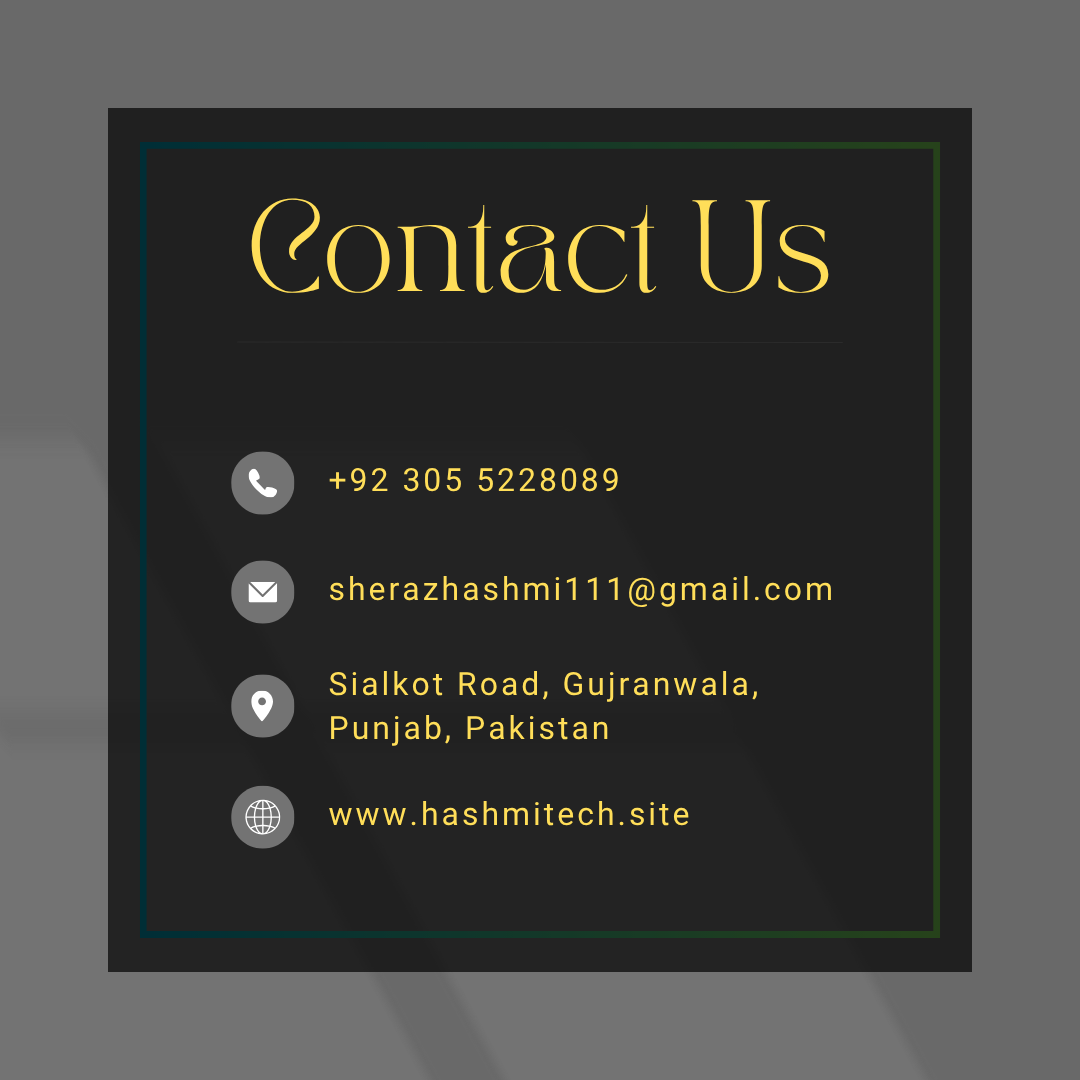 Contact Us
+92 305 5228089
sherazhashmi111@gmail.com
Sialkot Road, Gujranwala,
Punjab, Pakistan
www.hashmitech.site